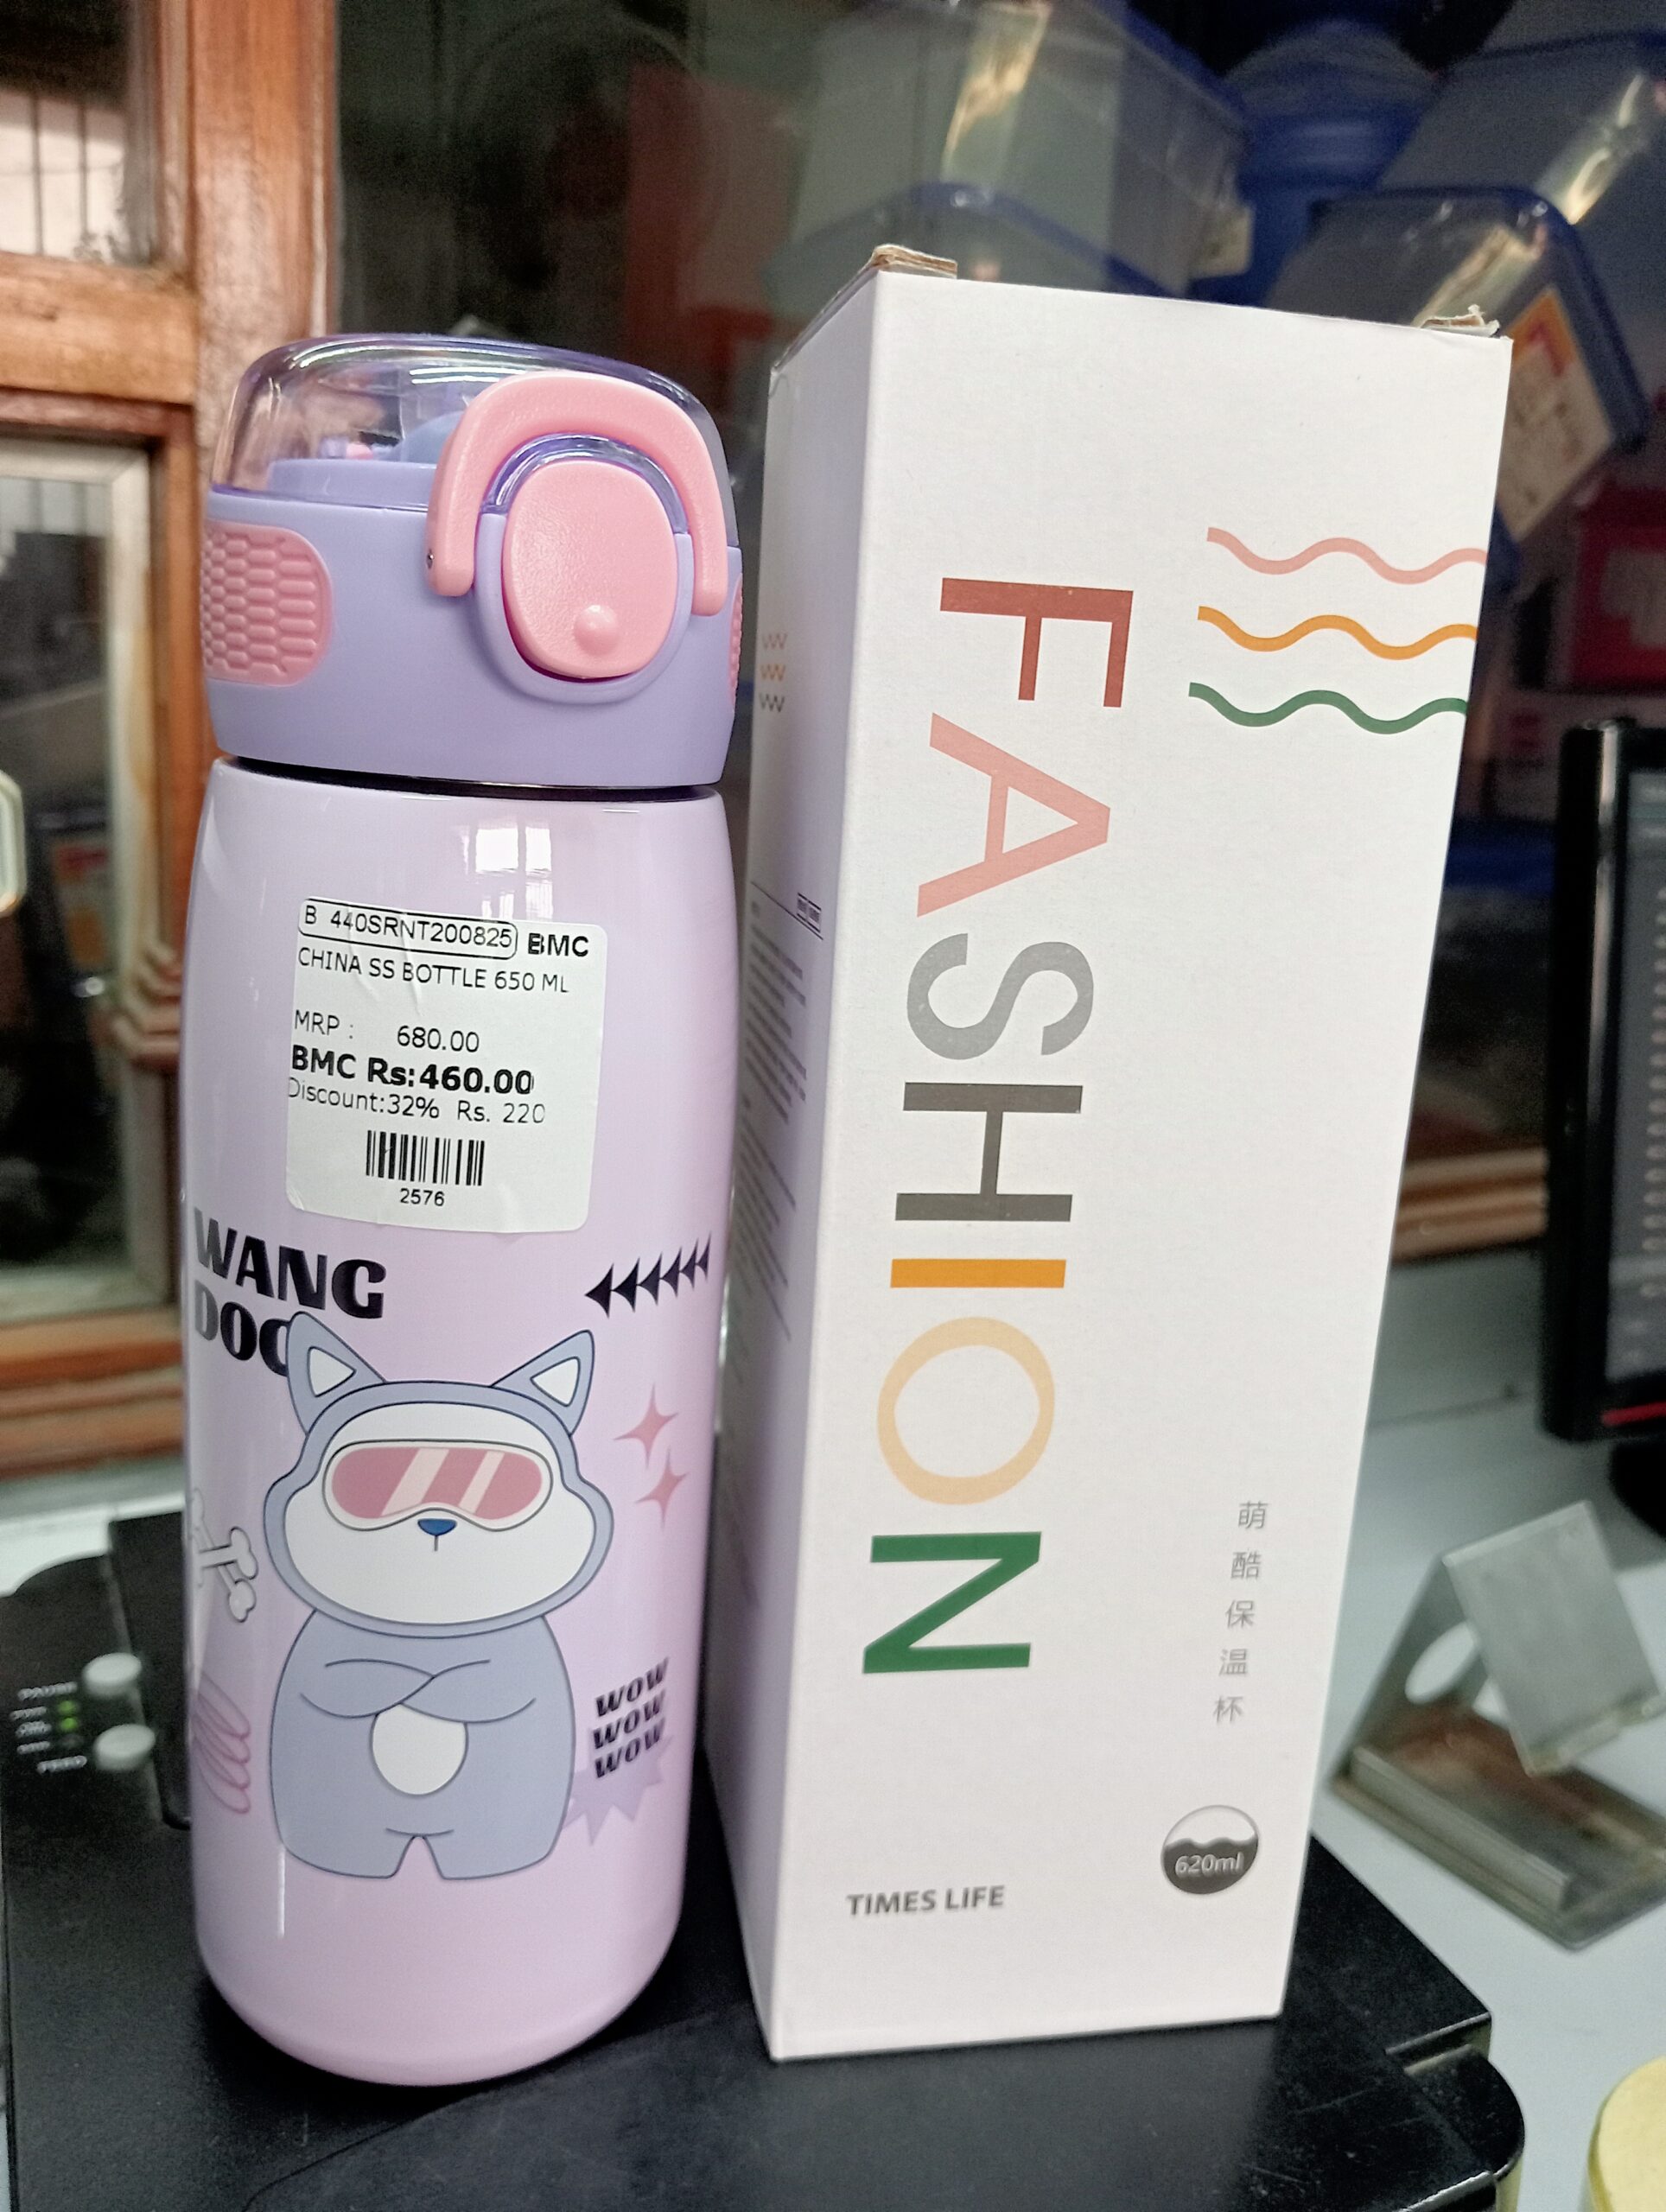 B 440SRNT200825 BMC
CHINA SS BOTTLE 650 ML
MRP : 680.00
BMC Rs:460.00
Discount:32% Rs. 220
2576
WANG
DOG
WOW
WOW
WOW
FASHION
萌酷保温杯
620ml
TIMES LIFE